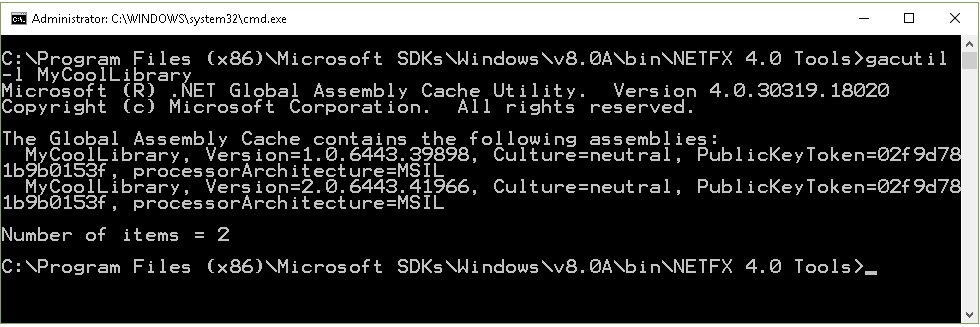 Administrator: C:\WINDOWS\system32\cmd.exe
C:\Program Files (x86)\Microsoft SDKs\Windows\v8.0A\bin\NETFX 4.0 Tools>gacutil
-l MyCoolLibrary
Microsoft (R) .NET Global Assembly Cache Utility.  Version 4.0.30319.18020
Copyright (c) Microsoft Corporation.  All rights reserved.
The Global Assembly Cache contains the following assemblies:
  MyCoolLibrary, Version=1.0.6443.39898, Culture=neutral, PublicKeyToken=02f9d78
1b9b0153f, processorArchitecture=MSIL
  MyCoolLibrary, Version=2.0.6443.41966, Culture=neutral, PublicKeyToken=02f9d78
1b9b0153f, processorArchitecture=MSIL
Number of items = 2
C:\Program Files (x86)\Microsoft SDKs\Windows\v8.0A\bin\NETFX 4.0 Tools>_